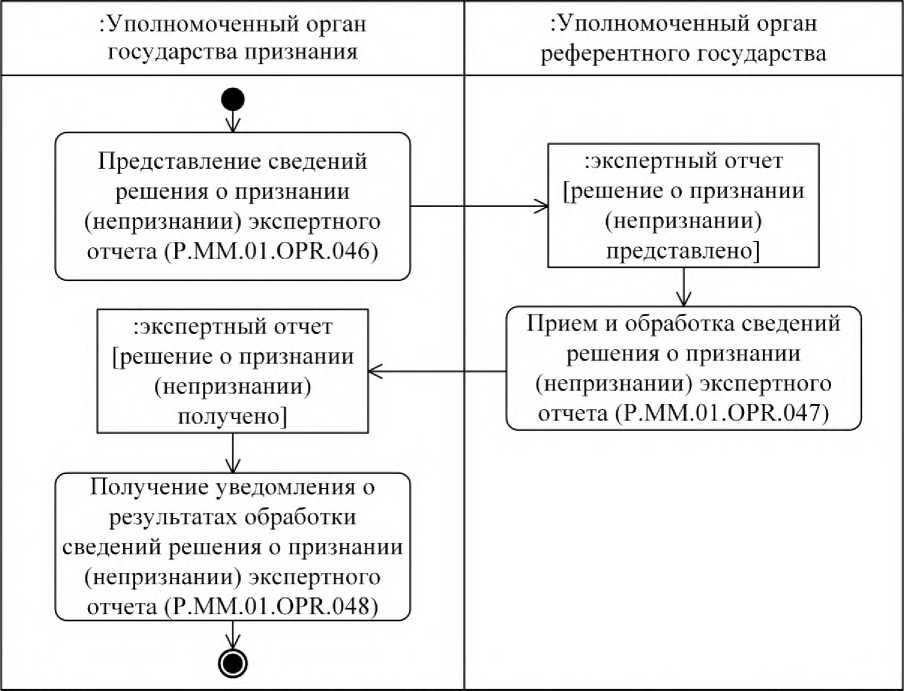 :Уполномоченный орган
государства признания
:Уполномоченный орган
референтного государства
Представление сведений
решения о признании
(непризнании) экспертного
отчета (P.MM.01.OPR.046)
:экспертный отчет
[решение о признании
(непризнании)
представлено]
Прием и обработка сведений
решения о признании
(непризнании) экспертного
отчета (P.MM.01.OPR.047)
:экспертный отчет
[решение о признании
(непризнании)
получено]
Получение уведомления о
результатах обработки
сведений решения о признании
(непризнании) экспертного
отчета (P.MM.01.OPR.048)